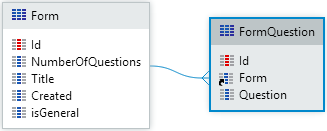 Form
Id
NumberOfQuestions
Title
Created
isGeneral
FormQuestion
Id
Form
Question